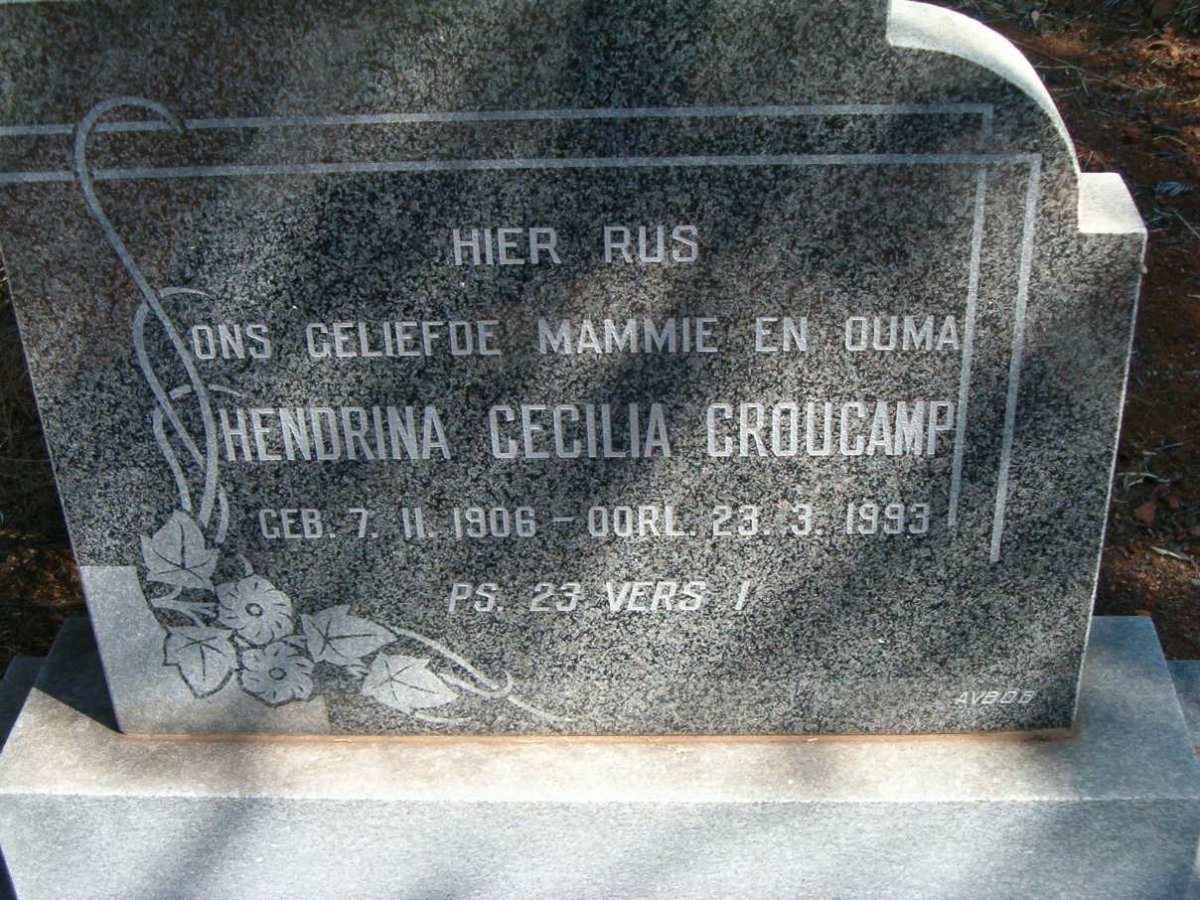 HIER RUS
ONS GELIEFDE MAMMIE EN OUMA
HENDRINA CECILIA GROUCAMP
GEB. 7. 11. 1906 - OORL. 23. 3. 1993
PS. 23 VERS 1
AVBOB